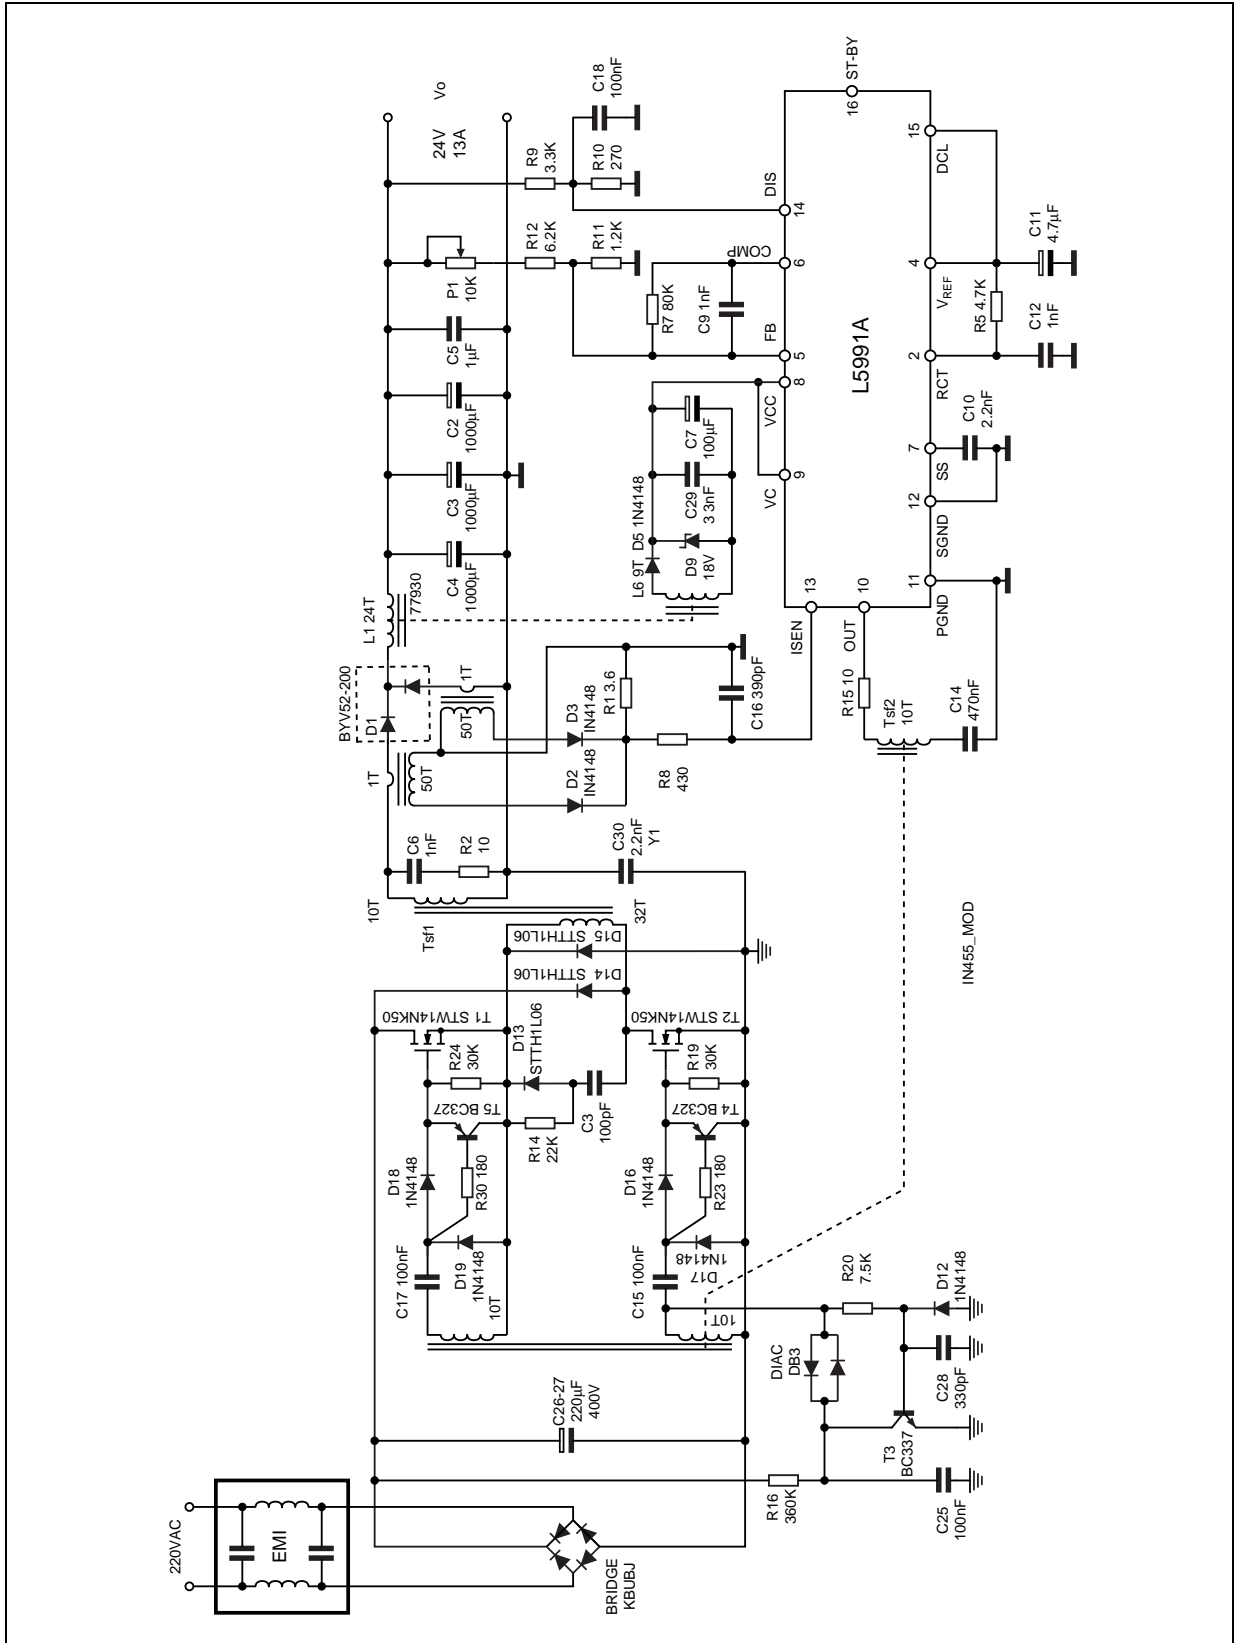 220VAC
EMI
BRIDGE
KBUBJ
C26-27
220µF
400V
R16
360K
C25
100nF
T3
BC337
C28
330pF
D12
1N4148
DIAC
DB3
R20
7.5K
C17 100nF
D19
1N4148
10T
D18
1N4148
R30 180
T5 BC327
R24
30K
T1 STW14NK50
C15 100nF
D17
1N4148
10T
D16
1N4148
R23 180
T4 BC327
R19
30K
T2 STW14NK50
R14
22K
D13
STTH1L06
C3
100pF
D14 STTH1L06
D15 STTH1L06
Tsf1
10T
32T
C6
1nF
R2
10
C30
2.2nF
Y1
1T
50T
BYV52-200
D1
1T
50T
D2
IN4148
D3
IN4148
R1 3.6
R8
430
C16 390pF
L1 24T
77930
C4
1000µF
C3
1000µF
C2
1000µF
C5
1µF
P1
10K
24V
13A
Vo
R12
6.2K
R11
1.2K
R9
3.3K
R10
270
C18
100nF
L6 9T
D5 1N4148
D9
18V
C29
3 3nF
C7
100µF
R7 80K
C9 1nF
ISEN
13
VC
9
VCC
8
FB
5
COMP
6
DIS
14
16
ST-BY
L5991A
OUT
10
PGND
11
SGND
12
SS
7
RCT
2
VREF
4
DCL
15
R15 10
Tsf2
10T
C14
470nF
C10
2.2nF
R5 4.7K
C12
1nF
C11
4.7µF
IN455_MOD